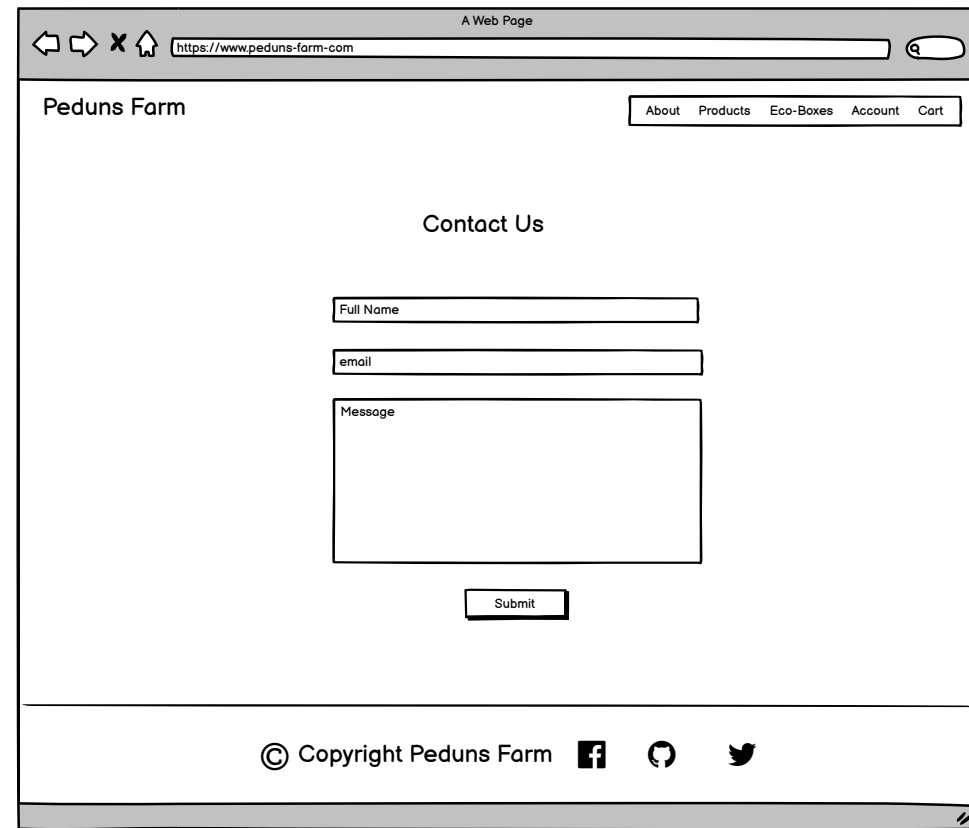 A Web Page
https://www.peduns-farm-com
Peduns Farm
About Products Eco-Boxes Account Cart
Contact Us
Full Name
email
Message
Submit
© Copyright Peduns Farm